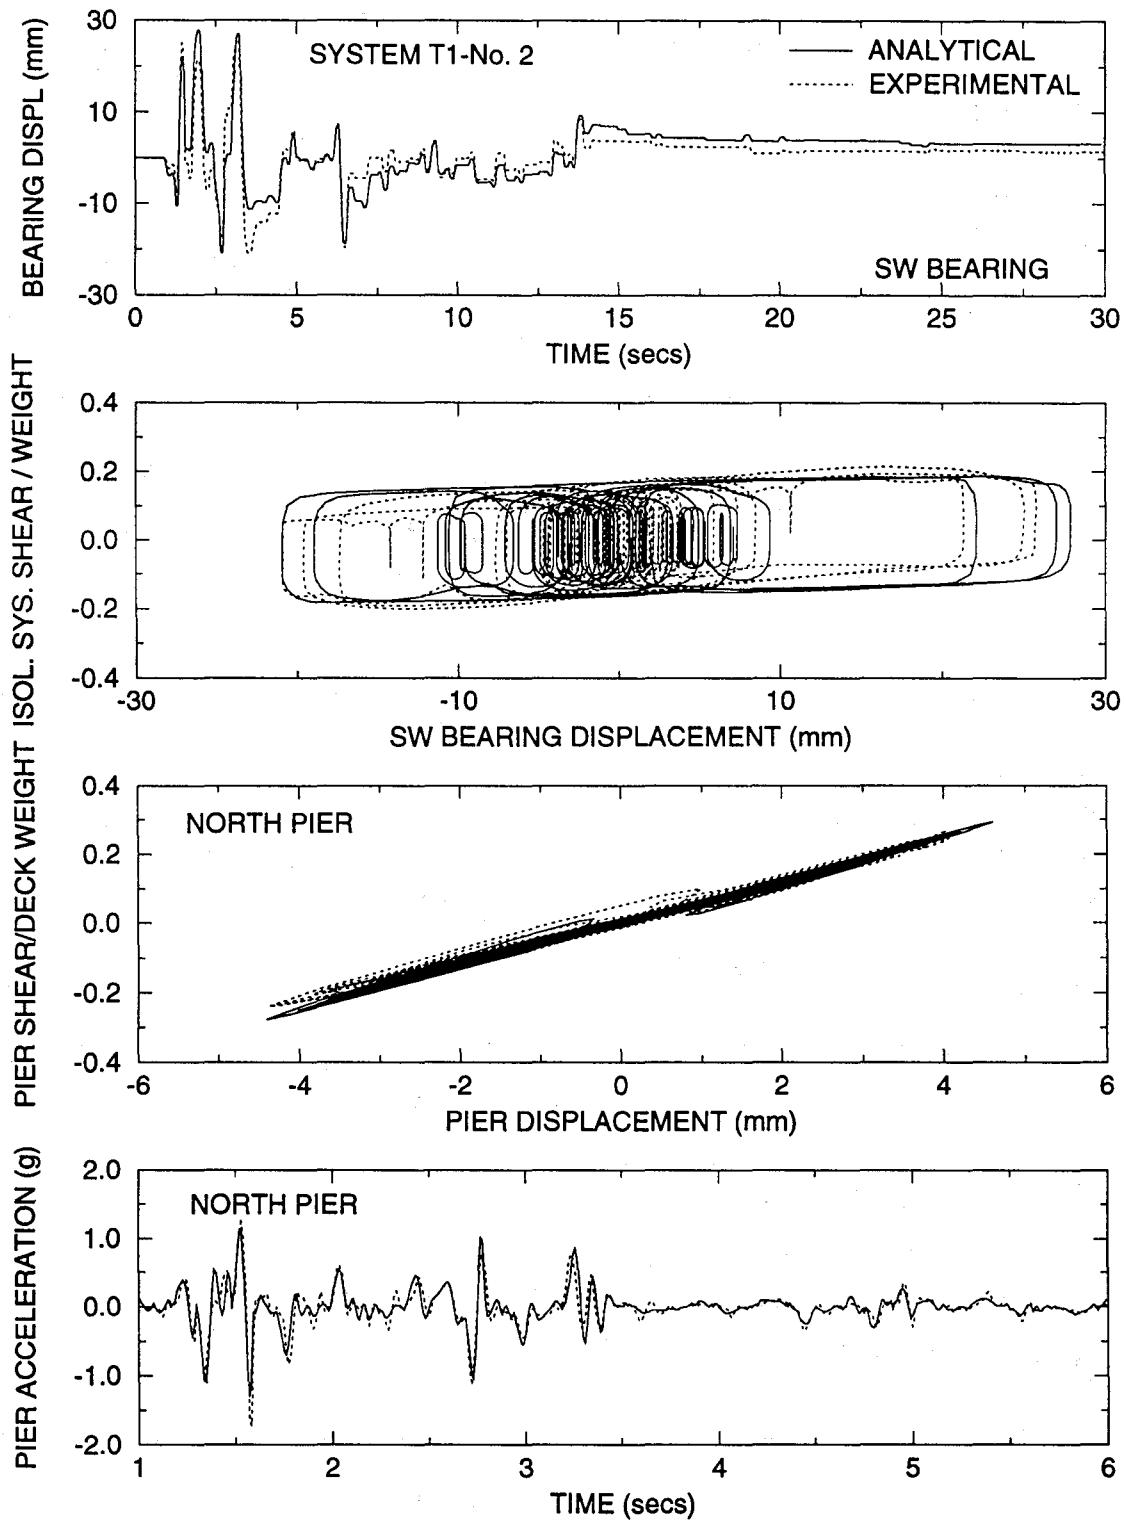 BEARING DISPL (mm)
30
10
-10
-30
SYSTEM T1-No. 2
ANALYTICAL
EXPERIMENTAL
SW BEARING
0 5 10 15 20 25 30
TIME (secs)
ISOL. SYS. SHEAR / WEIGHT
0.4
0.2
0.0
-0.2
-0.4
-30 -10 10 30
SW BEARING DISPLACEMENT (mm)
PIER SHEAR/DECK WEIGHT
0.4
0.2
0.0
-0.2
-0.4
NORTH PIER
-6 -4 -2 0 2 4 6
PIER DISPLACEMENT (mm)
PIER ACCELERATION (g)
2.0
1.0
0.0
-1.0
-2.0
NORTH PIER
1 2 3 4 5 6
TIME (secs)